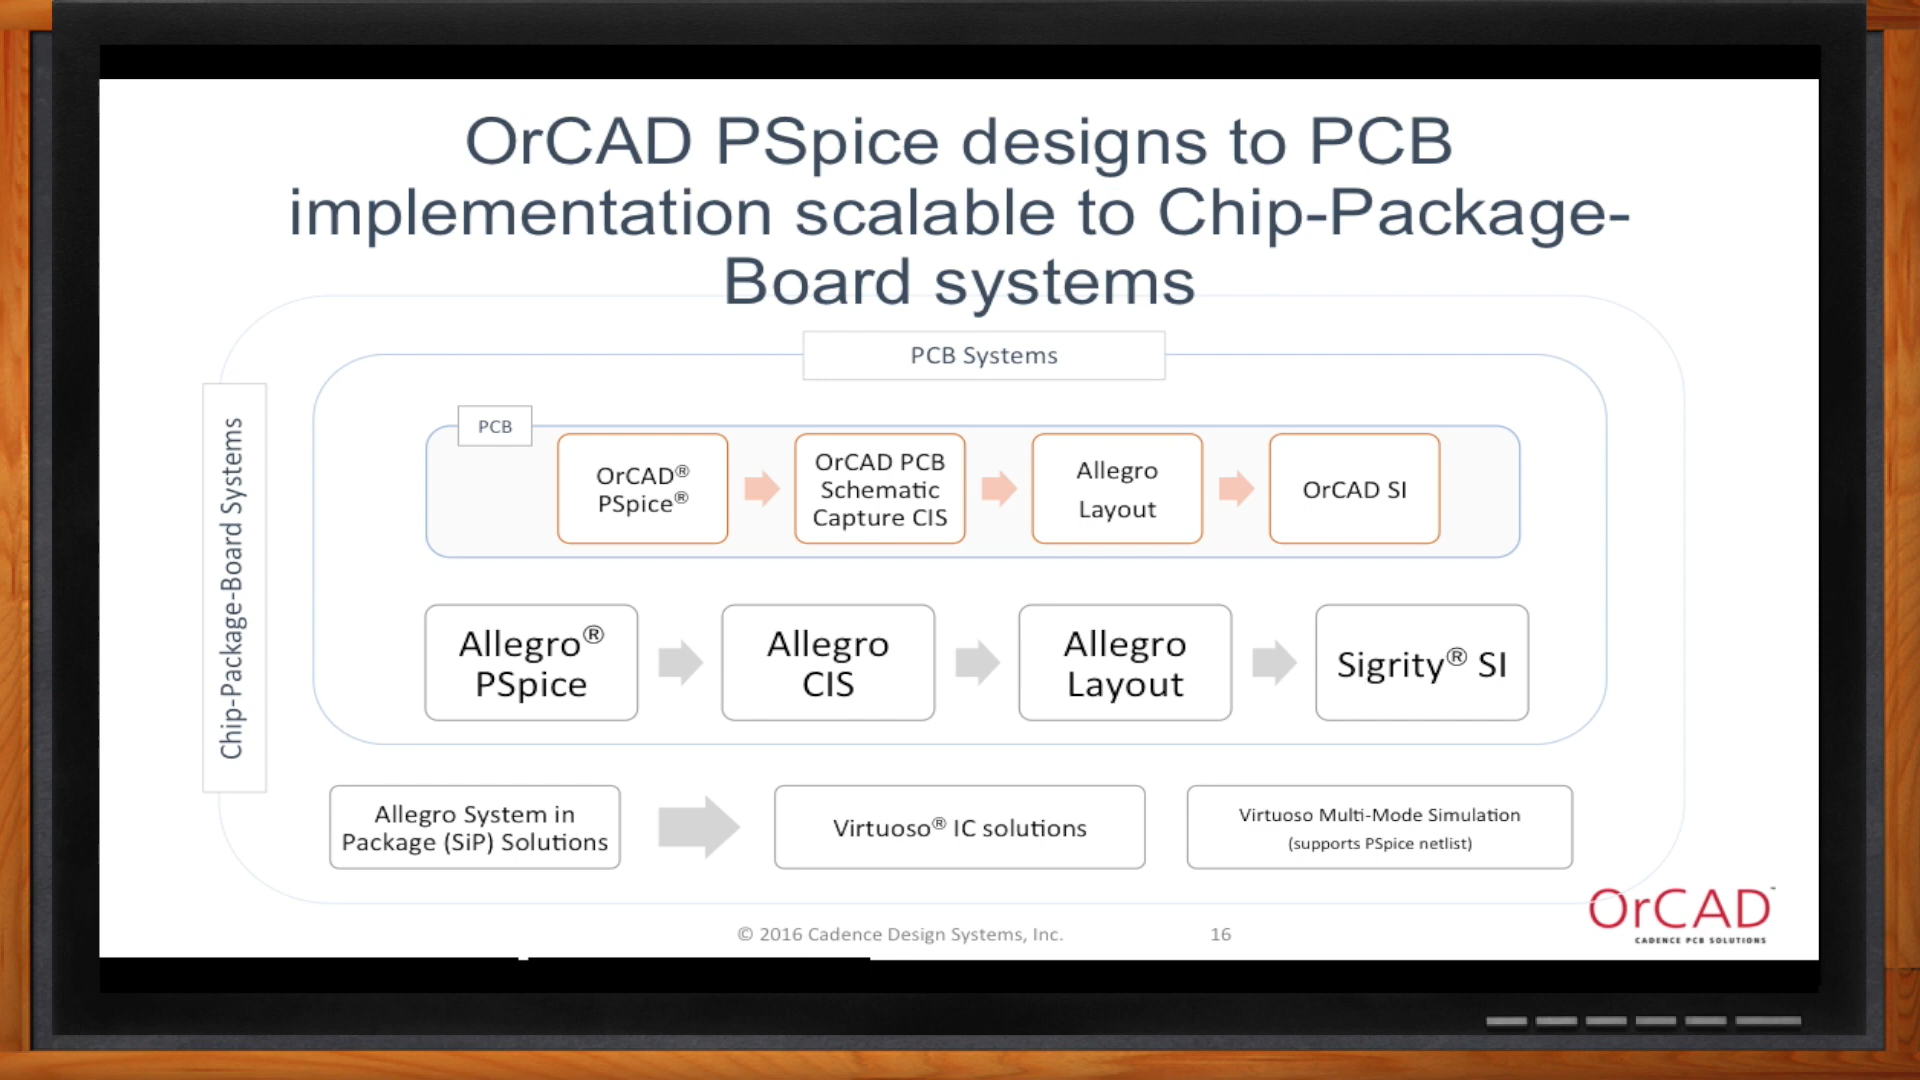 OrCAD PSpice designs to PCB
implementation scalable to Chip-Package-
Board systems
PCB Systems
Chip-Package-Board Systems
PCB
OrCAD®
PSpice®
OrCAD PCB
Schematic
Capture CIS
Allegro
Layout
OrCAD SI
Allegro®
PSpice
Allegro
CIS
Allegro
Layout
Sigrity® SI
Allegro System in
Package (SiP) Solutions
Virtuoso® IC solutions
Virtuoso Multi-Mode Simulation
(supports PSpice netlist)
OrCAD™
CADENCE PCB SOLUTIONS
© 2016 Cadence Design Systems, Inc.
16